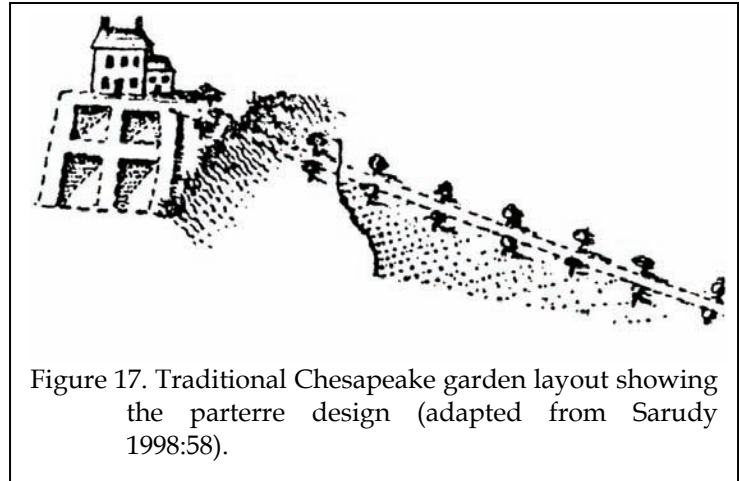 Figure 17. Traditional Chesapeake garden layout showing
the parterre design (adapted from Sarudy
1998:58).